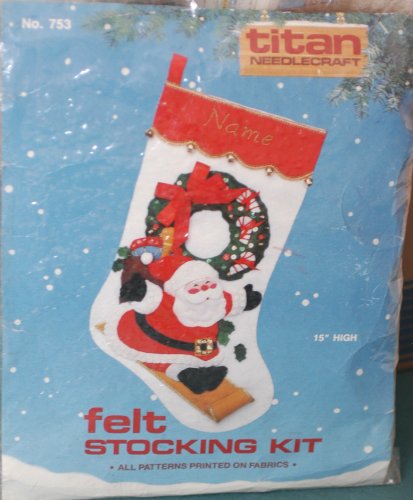 No. 753
titan
NEEDLECRAFT
Name
15" HIGH
felt
STOCKING KIT
• ALL PATTERNS PRINTED ON FABRICS •